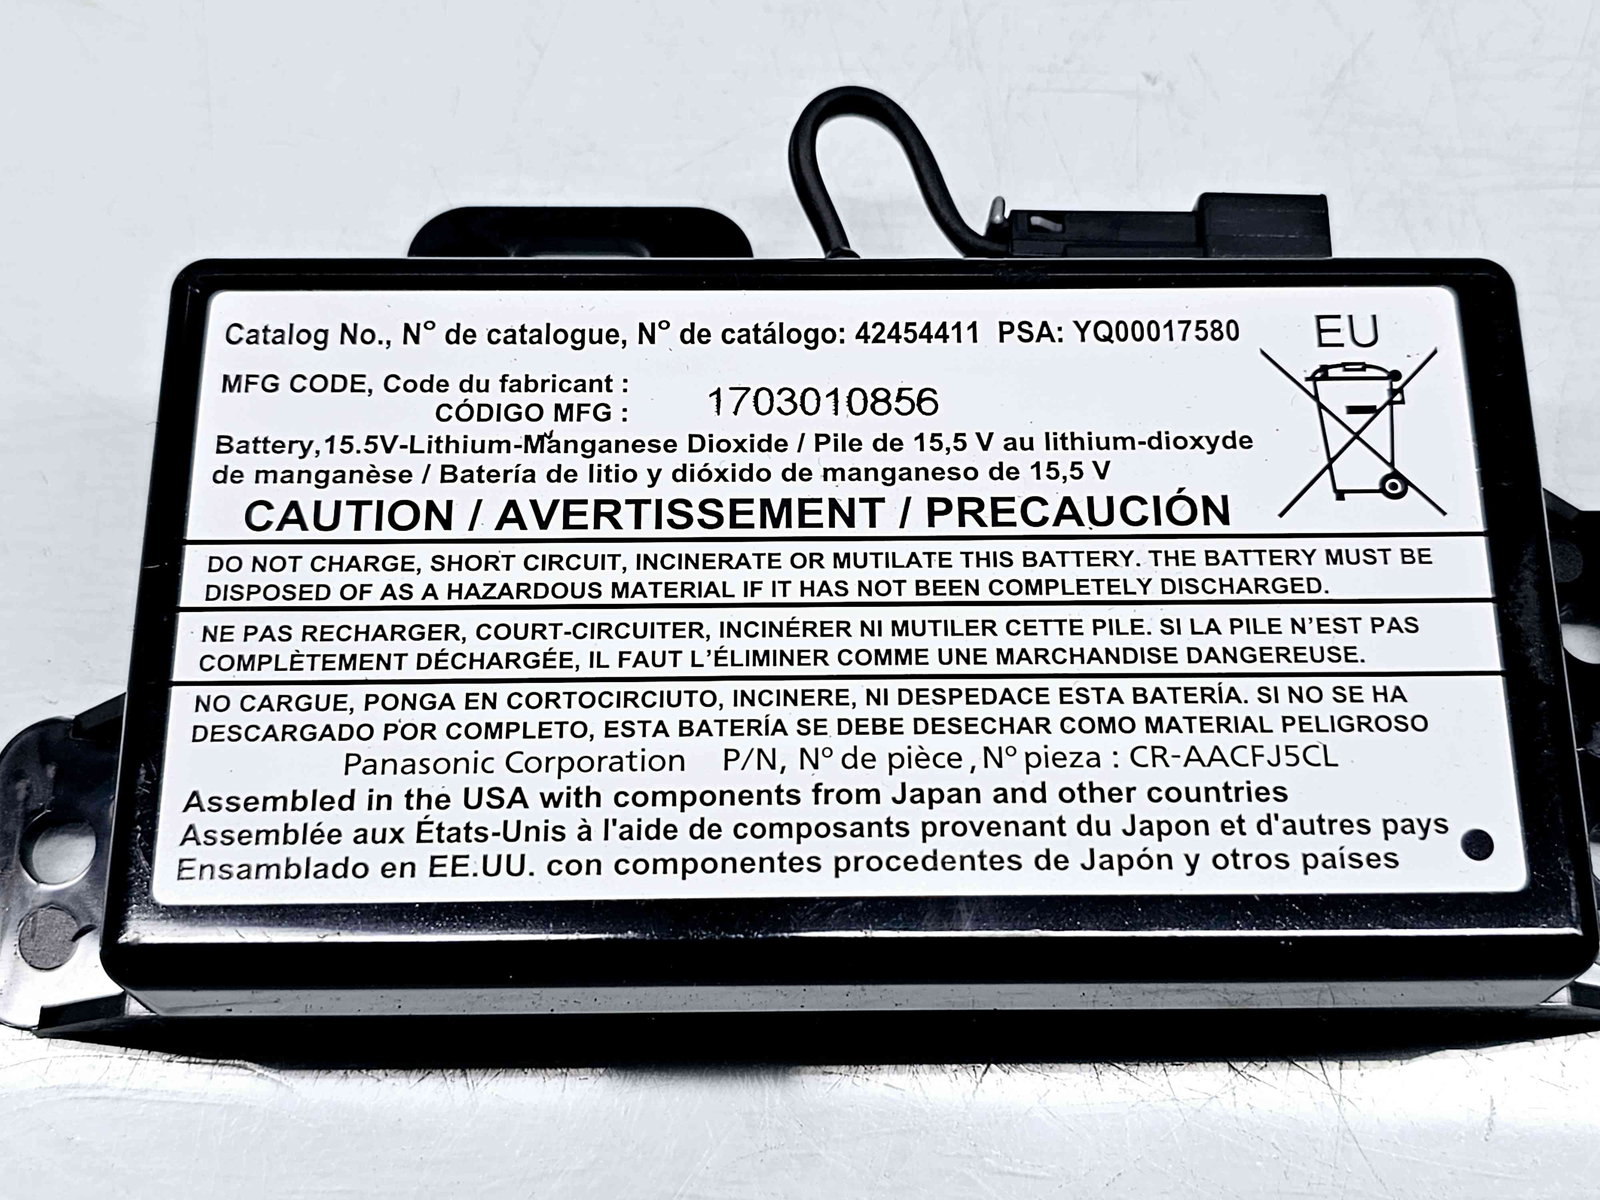 Catalog No., Nº de catalogue, Nº de catálogo: 42454411 PSA: YQ00017580
EU
MFG CODE, Code du fabricant :
CÓDIGO MFG :
1703010856
Battery,15.5V-Lithium-Manganese Dioxide / Pile de 15,5 V au lithium-dioxyde
de manganèse / Batería de litio y dióxido de manganeso de 15,5 V
CAUTION / AVERTISSEMENT / PRECAUCIÓN
DO NOT CHARGE, SHORT CIRCUIT, INCINERATE OR MUTILATE THIS BATTERY. THE BATTERY MUST BE
DISPOSED OF AS A HAZARDOUS MATERIAL IF IT HAS NOT BEEN COMPLETELY DISCHARGED.
NE PAS RECHARGER, COURT-CIRCUITER, INCINÉRER NI MUTILER CETTE PILE. SI LA PILE N'EST PAS
COMPLÈTEMENT DÉCHARGÉE, IL FAUT L'ÉLIMINER COMME UNE MARCHANDISE DANGEREUSE.
NO CARGUE, PONGA EN CORTOCIRCIUTO, INCINERE, NI DESPEDACE ESTA BATERÍA. SI NO SE HA
DESCARGADO POR COMPLETO, ESTA BATERÍA SE DEBE DESECHAR COMO MATERIAL PELIGROSO
Panasonic Corporation P/N, Nº de pièce, Nº pieza : CR-AACFJ5CL
Assembled in the USA with components from Japan and other countries
Assemblée aux États-Unis à l'aide de composants provenant du Japon et d'autres pays
Ensamblado en EE.UU. con componentes procedentes de Japón y otros países